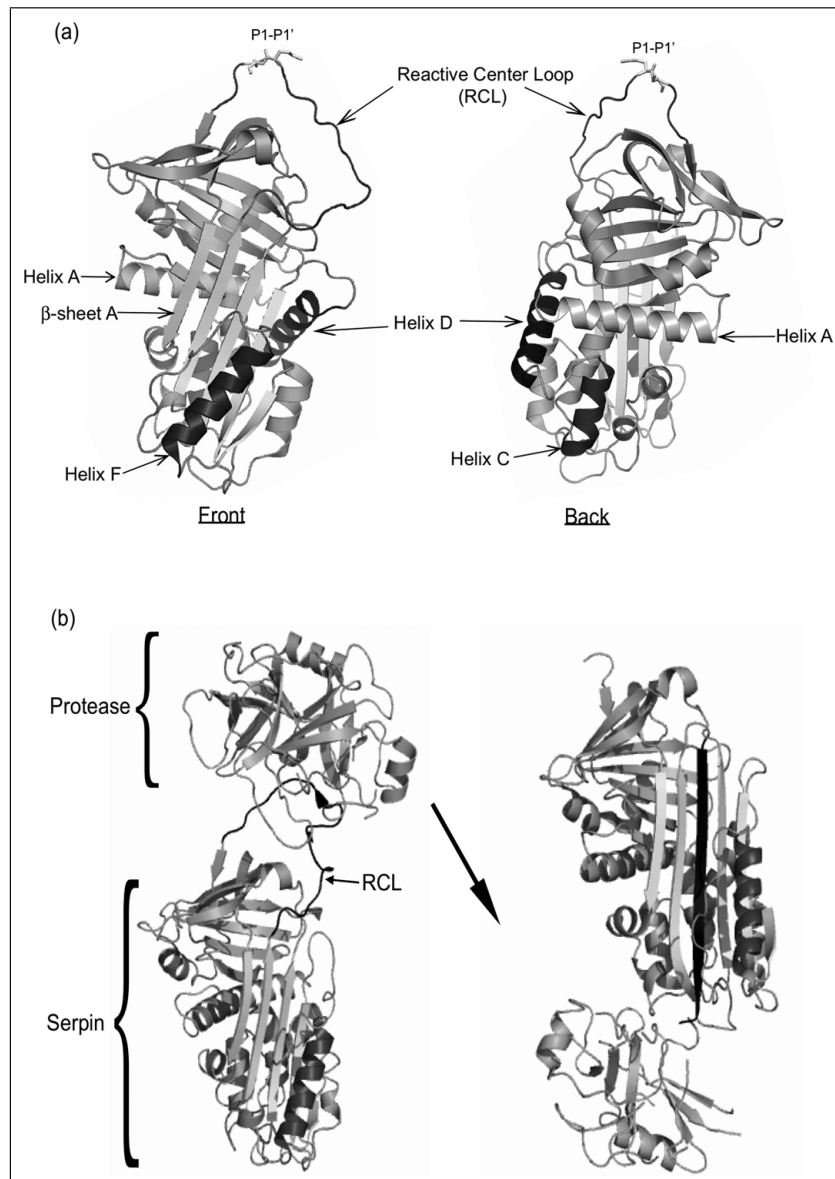 (a)
P1-P1'
P1-P1'
Reactive Center Loop
(RCL)
Helix A
β-sheet A
Helix D
Helix A
Helix F
Helix C
Front
Back
(b)
Protease
RCL
Serpin